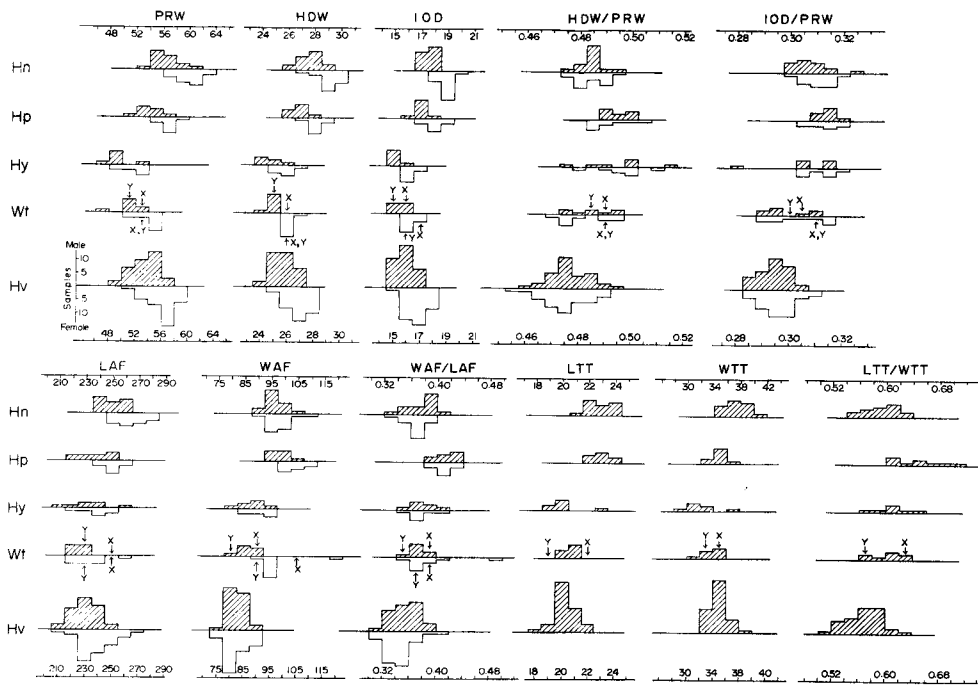 PRW HDW IOD HDW/PRW IOD/PRW
48 52 56 60 64 24 26 28 30 15 17 19 21 0.46 0.48 0.50 0.52 0.28 0.30 0.32
Hn
Hp
Hy
Y X Y X Y X Y X Y X
Wt
X,Y X,Y Y X X,Y X,Y
Male
10
5
Hv
Samples
5
10
Female
48 52 56 60 64 24 26 28 30 15 17 19 21 0.46 0.48 0.50 0.52 0.28 0.30 0.32
LAF WAF WAF/LAF LTT WTT LTT/WTT
210 230 250 270 290 75 85 95 105 115 0.32 0.40 0.48 18 20 22 24 30 34 38 42 0.52 0.60 0.68
Hn
Hp
Hy
Y X Y X Y X Y X Y X Y X
Wt
Y X Y X Y X
Hv
210 230 250 270 290 75 85 95 105 115 0.32 0.40 0.48 18 20 22 24 30 34 38 42 0.52 0.60 0.68